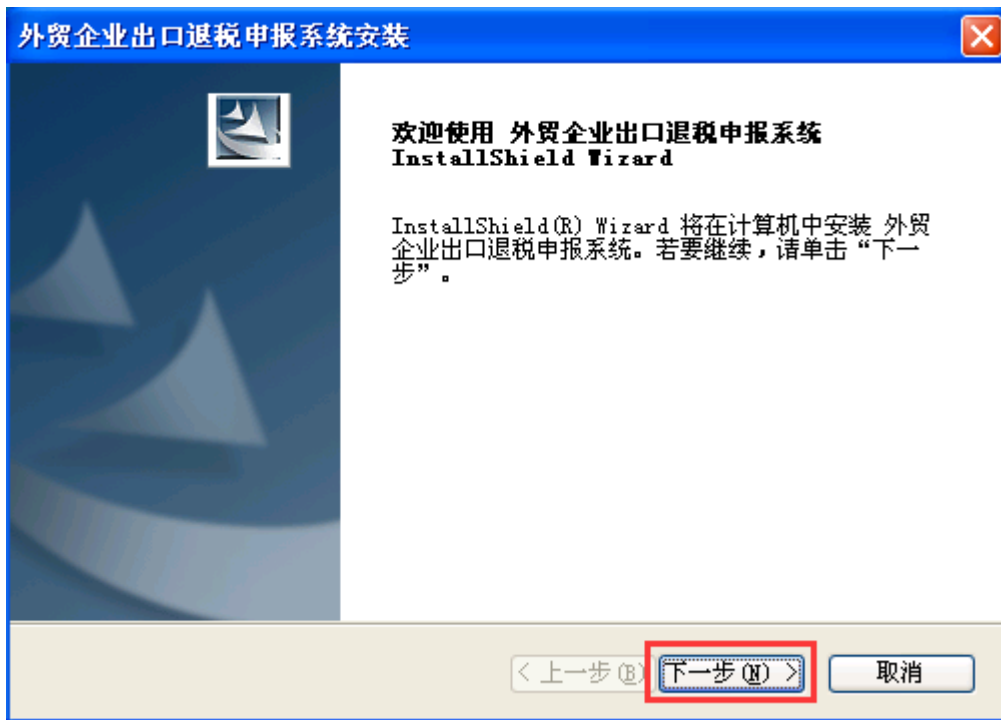 外贸企业出口退税申报系统安装
欢迎使用 外贸企业出口退税申报系统
InstallShield Wizard
InstallShield(R) Wizard 将在计算机中安装 外贸
企业出口退税申报系统。若要继续，请单击“下一
步”。
< 上一步(B) 下一步(N) > 取消